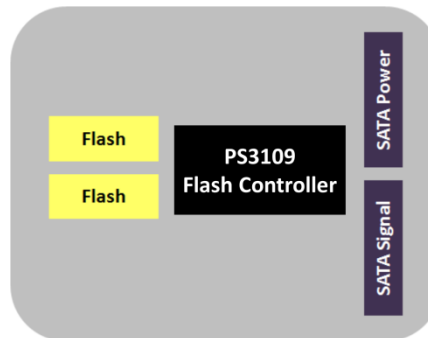 Flash
Flash
PS3109
Flash Controller
SATA Power
SATA Signal